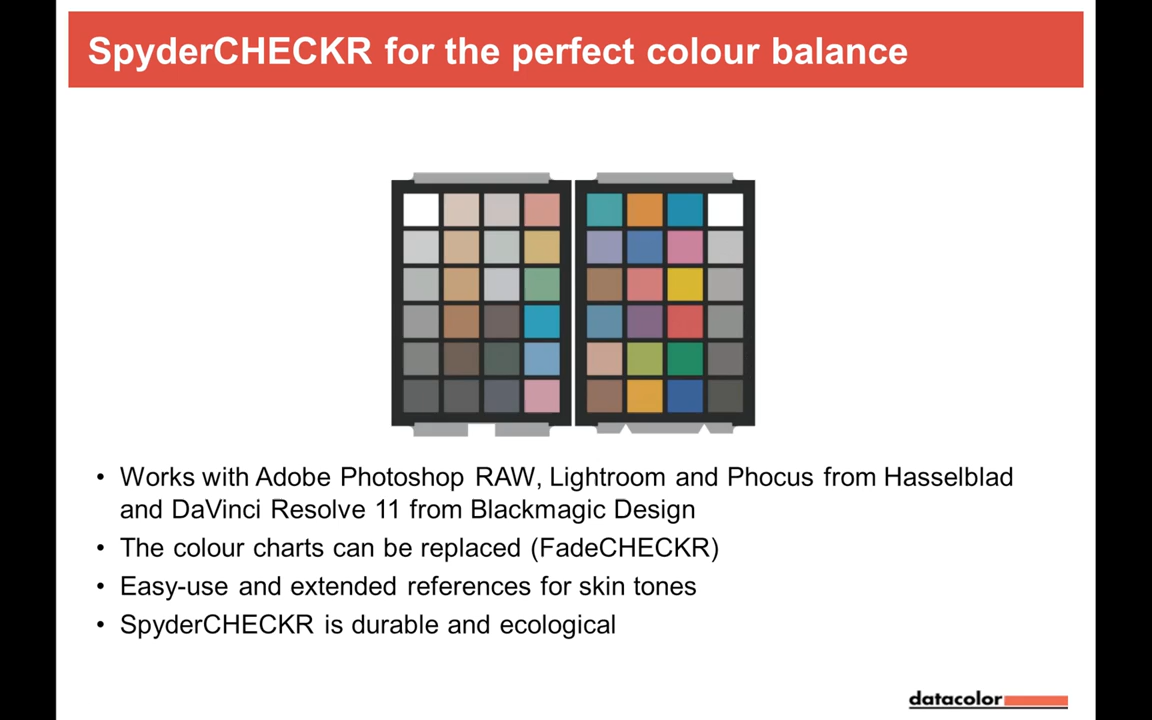 SpyderCHECKR for the perfect colour balance
• Works with Adobe Photoshop RAW, Lightroom and Phocus from Hasselblad
and DaVinci Resolve 11 from Blackmagic Design
• The colour charts can be replaced (FadeCHECKR)
• Easy-use and extended references for skin tones
• SpyderCHECKR is durable and ecological
datacolor